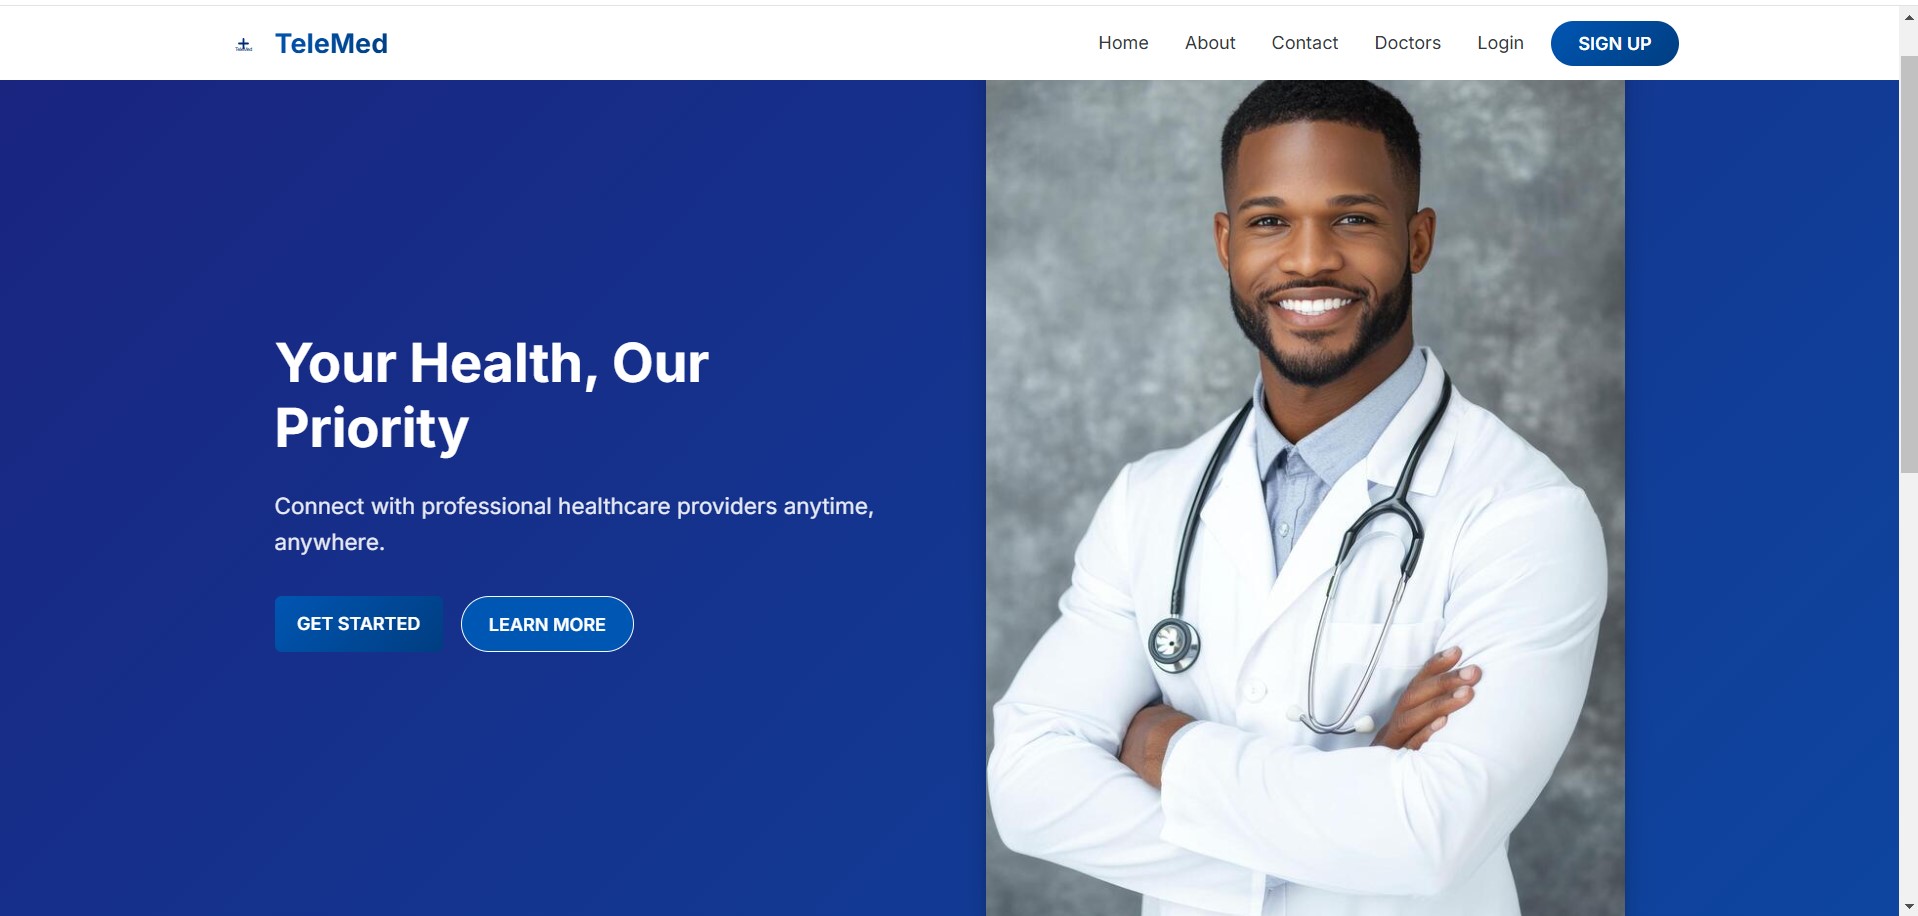 TeleMed
TeleMed
Home
About
Contact
Doctors
Login
SIGN UP
Your Health, Our
Priority
Connect with professional healthcare providers anytime,
anywhere.
GET STARTED
LEARN MORE